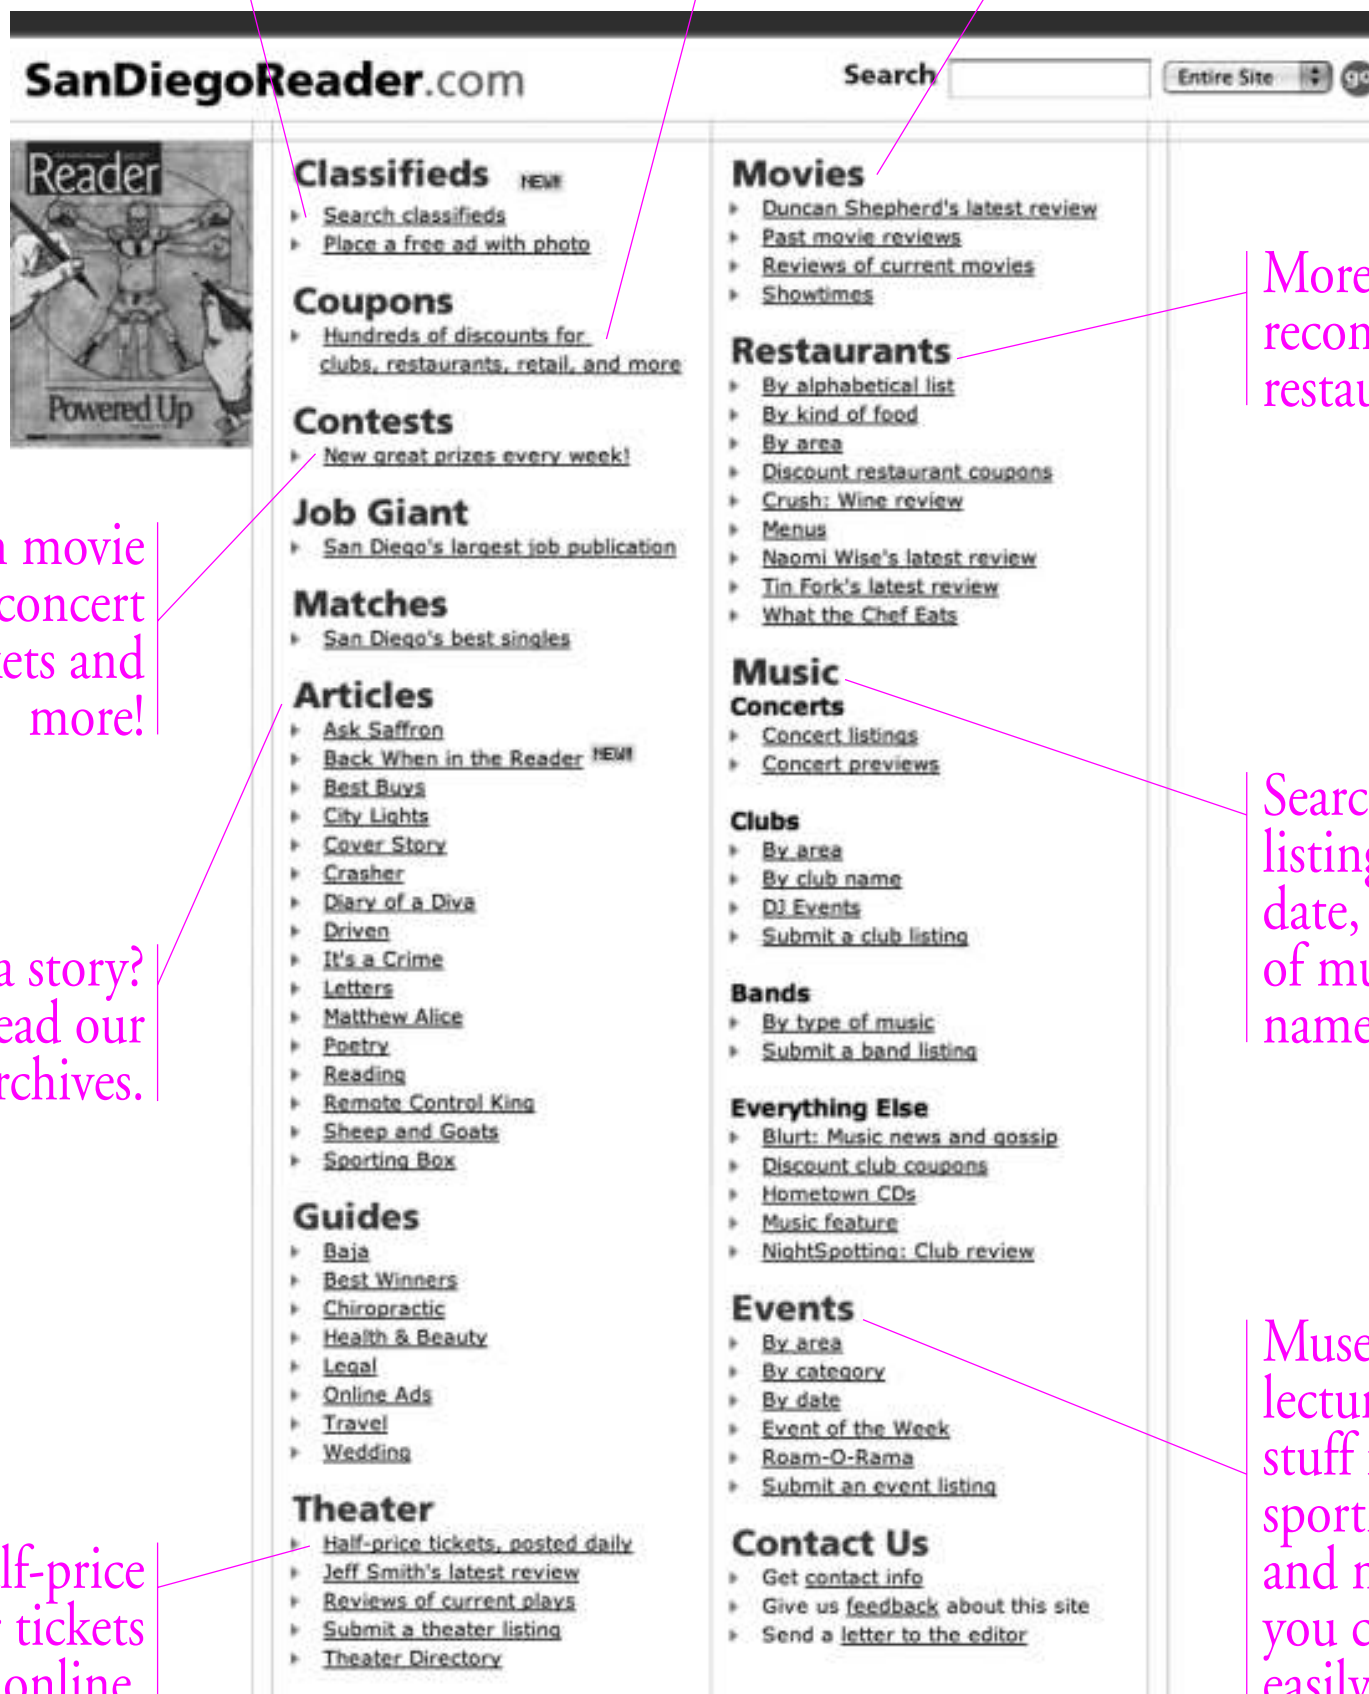 SanDiegoReader.com
Search
Entire Site
go
Reader
Powered Up
Classifieds NEW!
Search classifieds
Place a free ad with photo
Coupons
Hundreds of discounts for
clubs, restaurants, retail, and more
Contests
New great prizes every week!
Job Giant
San Diego's largest job publication
Matches
San Diego's best singles
Articles
Ask Saffron
Back When in the Reader NEW!
Best Buys
City Lights
Cover Story
Crasher
Diary of a Diva
Driven
It's a Crime
Letters
Matthew Alice
Poetry
Reading
Remote Control King
Sheep and Goats
Sporting Box
Guides
Baja
Best Winners
Chiropractic
Health & Beauty
Legal
Online Ads
Travel
Wedding
Theater
Half-price tickets, posted daily
Jeff Smith's latest review
Reviews of current plays
Submit a theater listing
Theater Directory
Movies
Duncan Shepherd's latest review
Past movie reviews
Reviews of current movies
Showtimes
Restaurants
By alphabetical list
By kind of food
By area
Discount restaurant coupons
Crush: Wine review
Menus
Naomi Wise's latest review
Tin Fork's latest review
What the Chef Eats
Music
Concerts
Concert listings
Concert previews
Clubs
By area
By club name
DJ Events
Submit a club listing
Bands
By type of music
Submit a band listing
Everything Else
Blurt: Music news and gossip
Discount club coupons
Hometown CDs
Music feature
NightSpotting: Club review
Events
By area
By category
By date
Event of the Week
Roam-O-Rama
Submit an event listing
Contact Us
Get contact info
Give us feedback about this site
Send a letter to the editor
movie
concert
and
more!
a story?
our
tickets
online
More
date,
of
name
stuff
and
you
easily